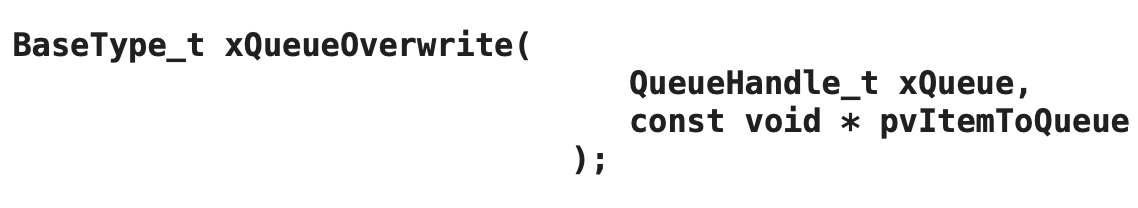 BaseType_t xQueueOverwrite(
QueueHandle_t xQueue,
const void * pvItemToQueue
);